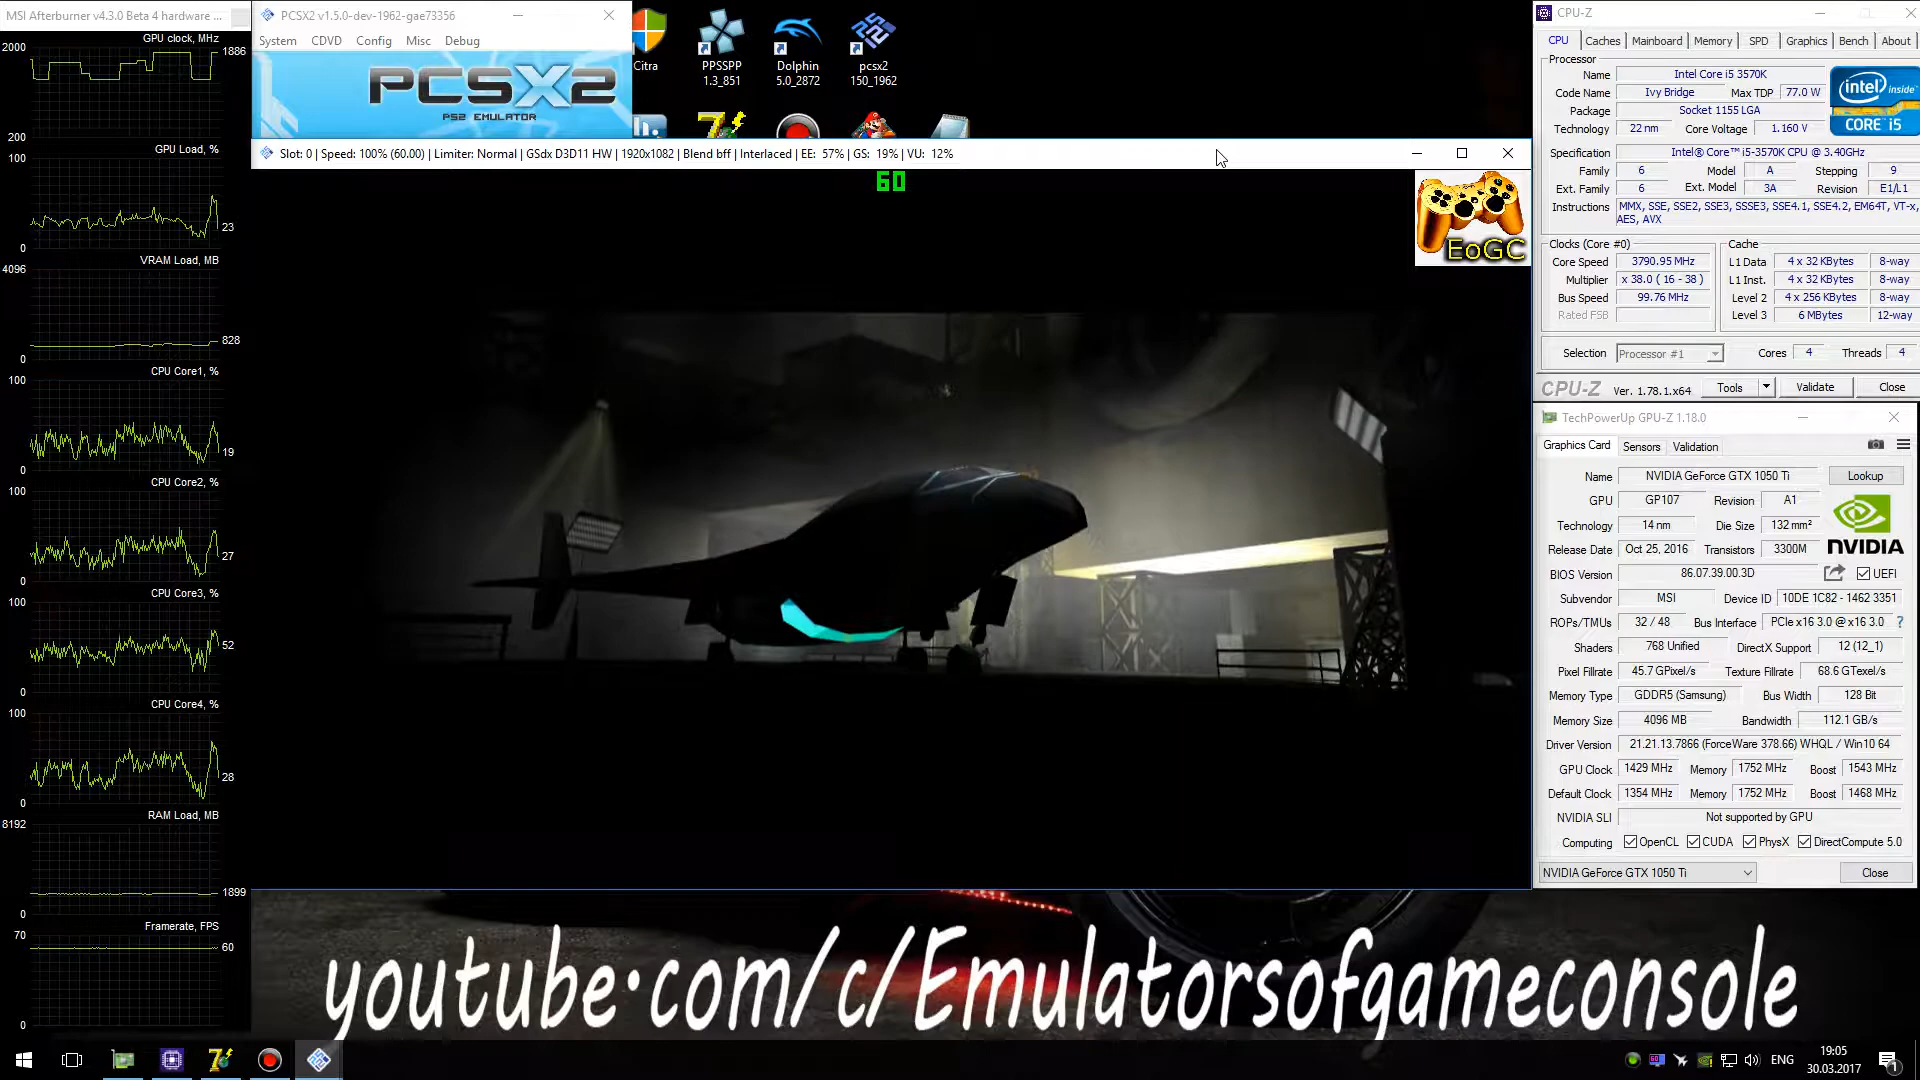 MSI Afterburner v4.3.0 Beta 4 hardware ...
GPU clock, MHz
2000
1886
200
GPU Load, %
100
23
0
VRAM Load, MB
4096
828
0
CPU Core1, %
100
19
0
CPU Core2, %
100
27
0
CPU Core3, %
100
52
0
CPU Core4, %
100
28
0
RAM Load, MB
8192
1899
0
Framerate, FPS
70
60
0
PCSX2 v1.5.0-dev-1962-gae73356
System CDVD Config Misc Debug
PCSX2
PS2 EMULATOR
Citra
PPSSPP
1.3_851
Dolphin
5.0_2872
pcsx2
150_1962
Slot: 0 | Speed: 100% (60.00) | Limiter: Normal | GSdx D3D11 HW | 1920x1082 | Blend bff | Interlaced | EE: 57% | GS: 19% | VU: 12%
60
EoGC
CPU-Z
CPU Caches Mainboard Memory SPD Graphics Bench About
Processor
Name Intel Core i5 3570K
Code Name Ivy Bridge Max TDP 77.0 W
Package Socket 1155 LGA
Technology 22 nm Core Voltage 1.160 V
intel inside
CORE i5
Specification Intel® Core™ i5-3570K CPU @ 3.40GHz
Family 6 Model A Stepping 9
Ext. Family 6 Ext. Model 3A Revision E1/L1
Instructions MMX, SSE, SSE2, SSE3, SSSE3, SSE4.1, SSE4.2, EM64T, VT-x,
AES, AVX
Clocks (Core #0)
Core Speed 3790.95 MHz
Multiplier x 38.0 ( 16 - 38 )
Bus Speed 99.76 MHz
Rated FSB
Cache
L1 Data 4 x 32 KBytes 8-way
L1 Inst. 4 x 32 KBytes 8-way
Level 2 4 x 256 KBytes 8-way
Level 3 6 MBytes 12-way
Selection Processor #1 Cores 4 Threads 4
CPU-Z Ver. 1.78.1.x64 Tools Validate Close
TechPowerUp GPU-Z 1.18.0
Graphics Card Sensors Validation
Name NVIDIA GeForce GTX 1050 Ti Lookup
GPU GP107 Revision A1
Technology 14 nm Die Size 132 mm²
Release Date Oct 25, 2016 Transistors 3300M
NVIDIA
BIOS Version 86.07.39.00.3D UEFI
Subvendor MSI Device ID 10DE 1C82 - 1462 3351
ROPs/TMUs 32 / 48 Bus Interface PCIe x16 3.0 @ x16 3.0 ?
Shaders 768 Unified DirectX Support 12 (12_1)
Pixel Fillrate 45.7 GPixel/s Texture Fillrate 68.6 GTexel/s
Memory Type GDDR5 (Samsung) Bus Width 128 Bit
Memory Size 4096 MB Bandwidth 112.1 GB/s
Driver Version 21.21.13.7866 (ForceWare 378.66) WHQL / Win10 64
GPU Clock 1429 MHz Memory 1752 MHz Boost 1543 MHz
Default Clock 1354 MHz Memory 1752 MHz Boost 1468 MHz
NVIDIA SLI Not supported by GPU
Computing OpenCL CUDA PhysX DirectCompute 5.0
NVIDIA GeForce GTX 1050 Ti Close
youtube.com/c/Emulatorsofgameconsole
ENG
19:05
30.03.2017
1